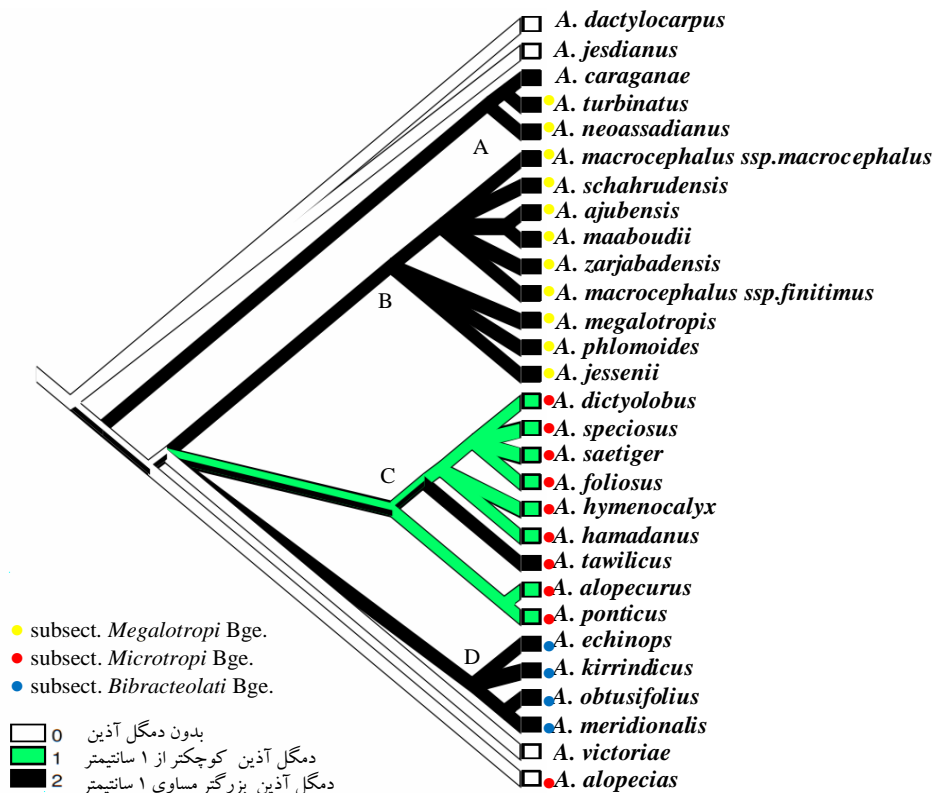 A. dactylocarpus
A. jesdianus
A. caraganae
A. turbinatus
A. neoassadianus
A
A. macrocephalus ssp.macrocephalus
A. schahrudensis
A. ajubensis
A. maaboudii
A. zarjabadensis
A. macrocephalus ssp.finitimus
B
A. megalotropis
A. phlomoides
A. jessenii
A. dictyolobus
A. speciosus
A. saetiger
C
A. foliosus
A. hymenocalyx
A. hamadanus
A. tawilicus
A. alopecurus
A. ponticus
A. echinops
D
A. kirrindicus
A. obtusifolius
A. meridionalis
A. victoriae
A. alopecias
subsect. Megalotropi Bge.
subsect. Microtropi Bge.
subsect. Bibracteolati Bge.
0 بدون دمگل آذین
1 دمگل آذین کوچکتر از ۱ سانتیمتر
2 دمگل آذین بزرگتر مساوی ۱ سانتیمتر